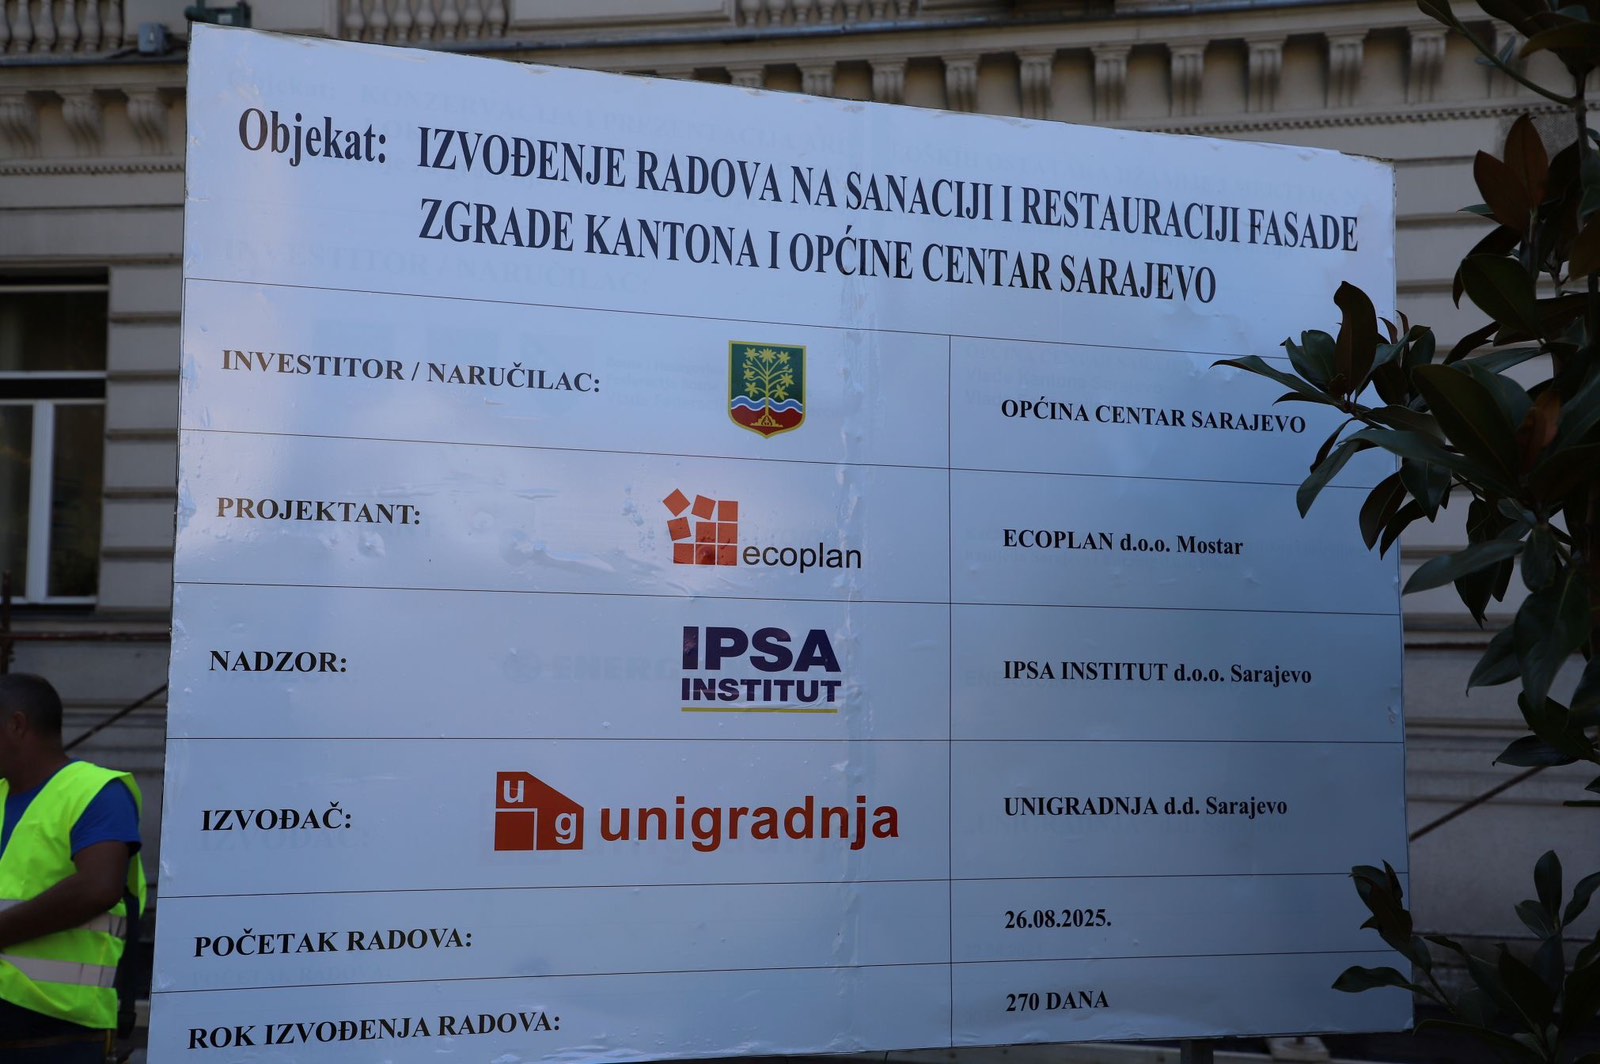 Objekat: IZVOĐENJE RADOVA NA SANACIJI I RESTAURACIJI FASADE
ZGRADE KANTONA I OPĆINE CENTAR SARAJEVO
INVESTITOR / NARUČILAC:
OPĆINA CENTAR SARAJEVO
PROJEKTANT:
ecoplan
ECOPLAN d.o.o. Mostar
NADZOR:
IPSA
INSTITUT
IPSA INSTITUT d.o.o. Sarajevo
IZVOĐAČ:
u
g unigradnja
UNIGRADNJA d.d. Sarajevo
POČETAK RADOVA:
26.08.2025.
ROK IZVOĐENJA RADOVA:
270 DANA